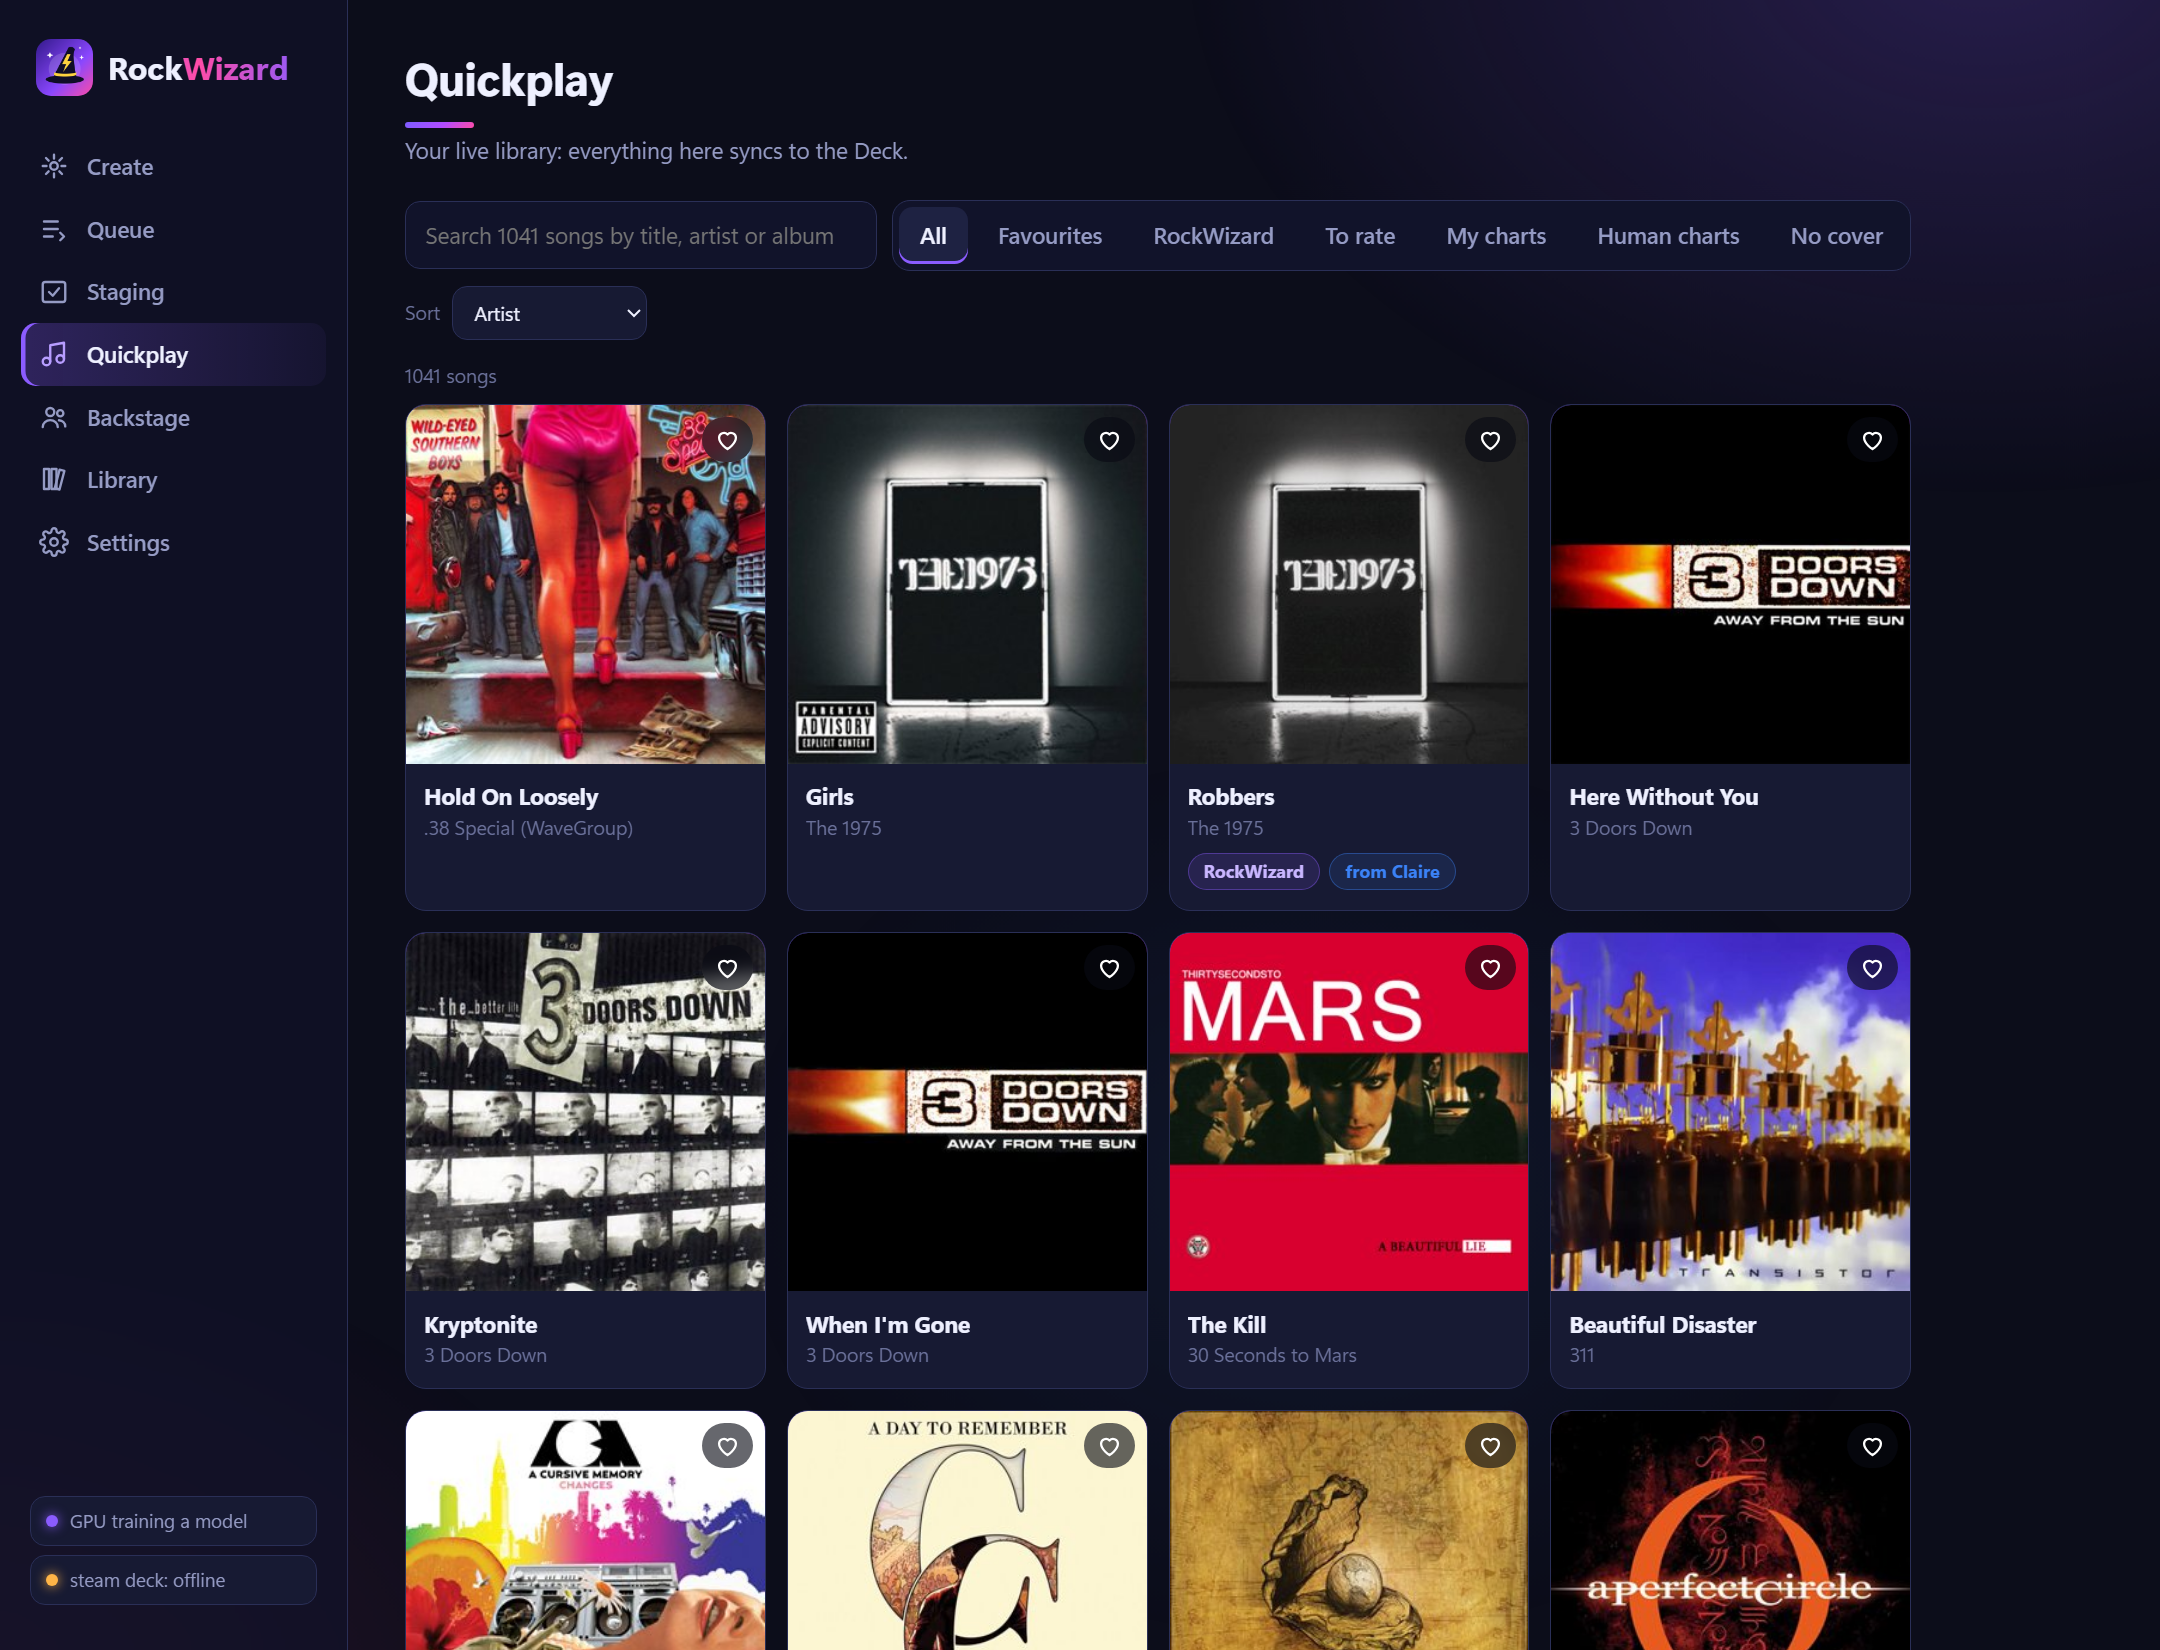 RockWizard
Create
Queue
Staging
Quickplay
Backstage
Library
Settings
GPU training a model
steam deck: offline
Quickplay
Your live library: everything here syncs to the Deck.
Search 1041 songs by title, artist or album
All
Favourites
RockWizard
To rate
My charts
Human charts
No cover
Sort
Artist
1041 songs
WILD-EYED
SOUTHERN
BOYS
38
Hold On Loosely
.38 Special (WaveGroup)
THE 1975
PARENTAL
ADVISORY
EXPLICIT CONTENT
Girls
The 1975
THE 1975
Robbers
The 1975
RockWizard
from Claire
3 DOORS
DOWN
AWAY FROM THE SUN
Here Without You
3 Doors Down
the better life
3 DOORS DOWN
Kryptonite
3 Doors Down
3 DOORS
DOWN
AWAY FROM THE SUN
When I'm Gone
3 Doors Down
THIRTYSECONDSTO
MARS
A BEAUTIFUL LIE
The Kill
30 Seconds to Mars
TRANSISTOR
Beautiful Disaster
311
A CURSIVE MEMORY
CHANGES
A DAY TO REMEMBER
aperfectcircle